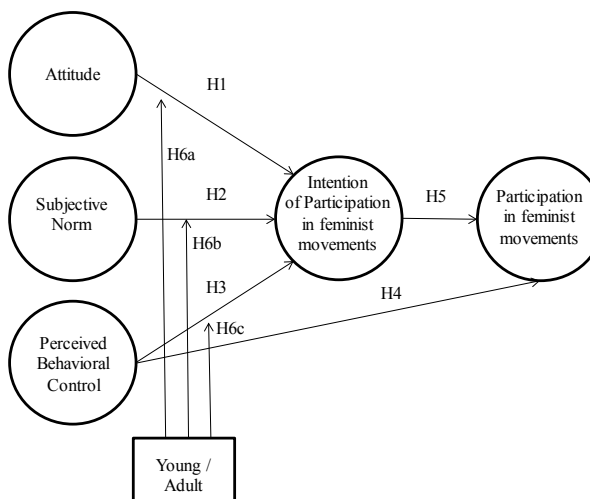 Attitude
H1
H6a
Subjective
Norm
H2
H6b
Intention
of Participation
in feminist
movements
H5
Participation
in feminist
movements
H3
H4
H6c
Perceived
Behavioral
Control
Young /
Adult